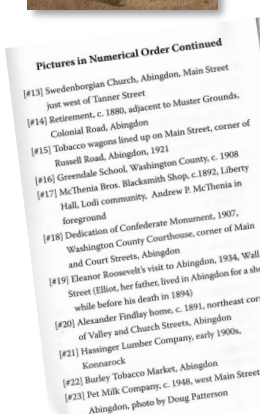 Pictures in Numerical Order Continued
[#13] Swedenborgian Church, Abingdon, Main Street
just west of Tanner Street
[#14] Retirement, c. 1880, adjacent to Muster Grounds,
Colonial Road, Abingdon
[#15] Tobacco wagons lined up on Main Street, corner of
Russell Road, Abingdon, 1921
[#16] Greendale School, Washington County, c. 1908
[#17] McThenia Bros. Blacksmith Shop, c.1892, Liberty
Hall, Lodi community, Andrew P. McThenia in
foreground
[#18] Dedication of Confederate Monument, 1907,
Washington County Courthouse, corner of Main
and Court Streets, Abingdon
[#19] Eleanor Roosevelt's visit to Abingdon, 1934, Wall
Street (Elliot, her father, lived in Abingdon for a
while before his death in 1894)
[#20] Alexander Findlay home, c. 1891, northeast
of Valley and Church Streets, Abingdon
[#21] Hassinger Lumber Company, early 1900s,
Konnarock
[#22] Burley Tobacco Market, Abingdon
[#23] Pet Milk Company, c. 1948, west Main Street
Abingdon, photo by Doug Patterson